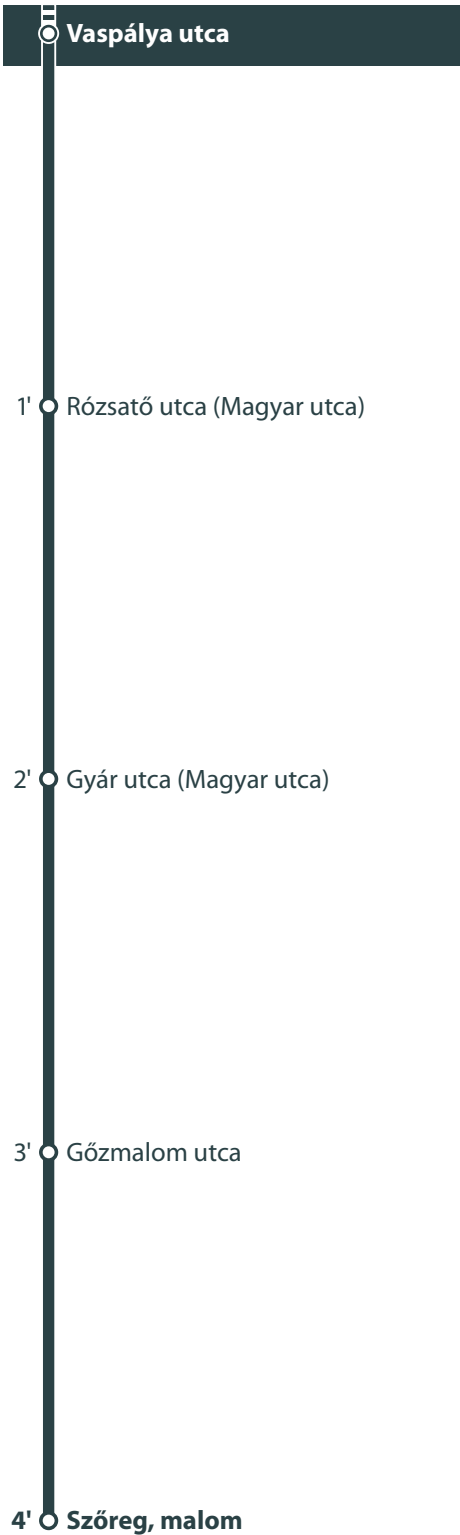 Vaspálya utca
1' Rózsatő utca (Magyar utca)
2' Gyár utca (Magyar utca)
3' Gőzmalom utca
4' Szőreg, malom